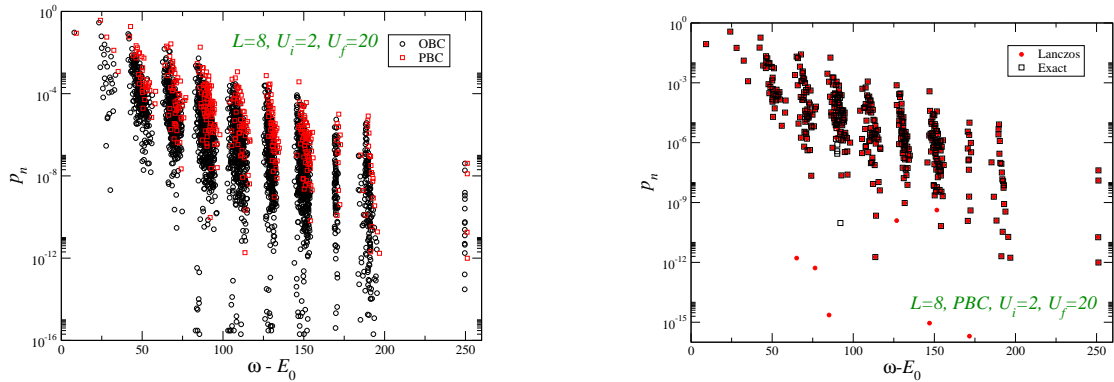 10^0
10^-4
10^-8
10^-12
10^-16
p_n
L=8, U_i=2, U_f=20
OBC
PBC
0 50 100 150 200 250
ω - E_0
10^0
10^-3
10^-6
10^-9
10^-12
10^-15
p_n
Lanczos
Exact
L=8, PBC, U_i=2, U_f=20
0 50 100 150 200 250
ω-E_0